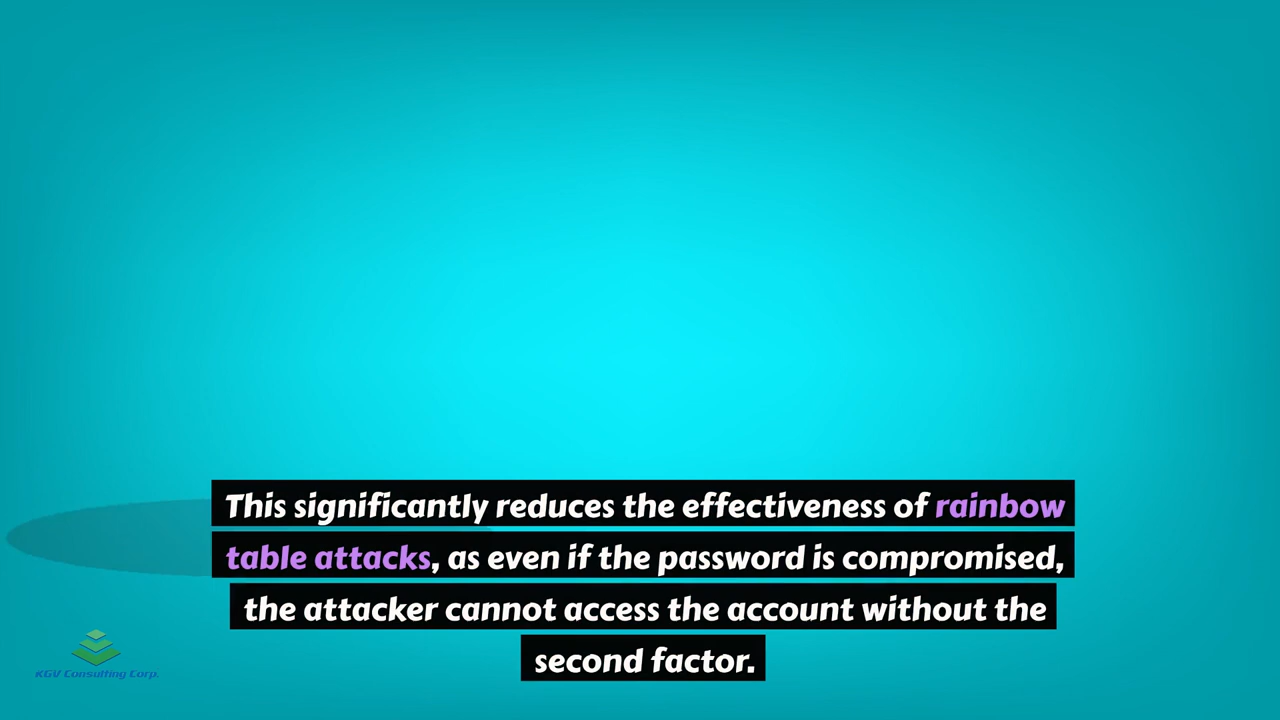 This significantly reduces the effectiveness of rainbow
table attacks, as even if the password is compromised,
the attacker cannot access the account without the
second factor.
KGV Consulting Corp.